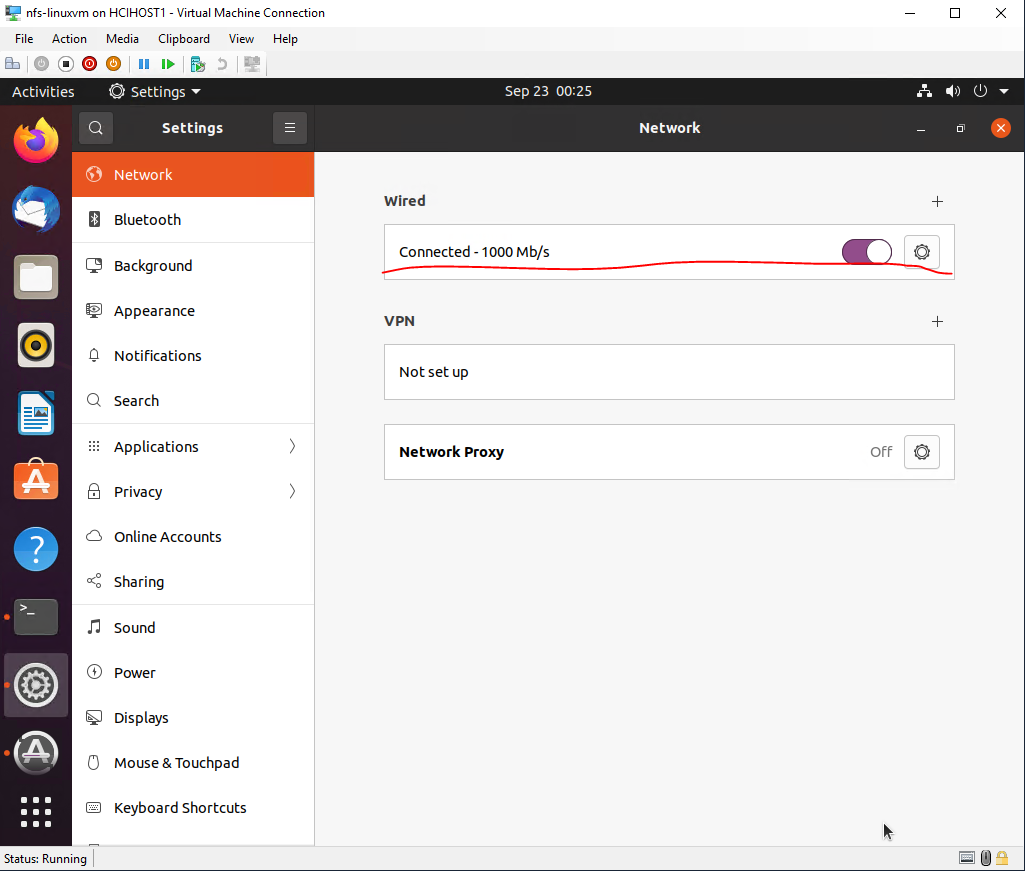 nfs-linuxvm on HCIHOST1 - Virtual Machine Connection
File Action Media Clipboard View Help
Activities Settings Sep 23 00:25
Settings Network
Network
Bluetooth
Background
Appearance
Notifications
Search
Applications
Privacy
Online Accounts
Sharing
Sound
Power
Displays
Mouse & Touchpad
Keyboard Shortcuts
Wired
Connected - 1000 Mb/s
VPN
Not set up
Network Proxy Off
Status: Running